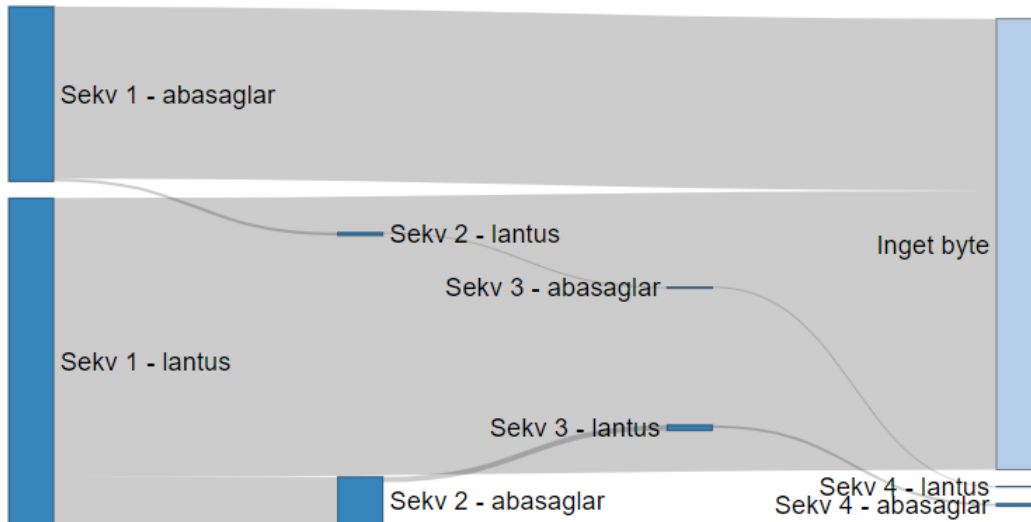 Sekv 1 - abasaglar
Sekv 2 - lantus
Inget byte
Sekv 3 - abasaglar
Sekv 1 - lantus
Sekv 3 - lantus
Sekv 4 - lantus
Sekv 2 - abasaglar
Sekv 4 - abasaglar